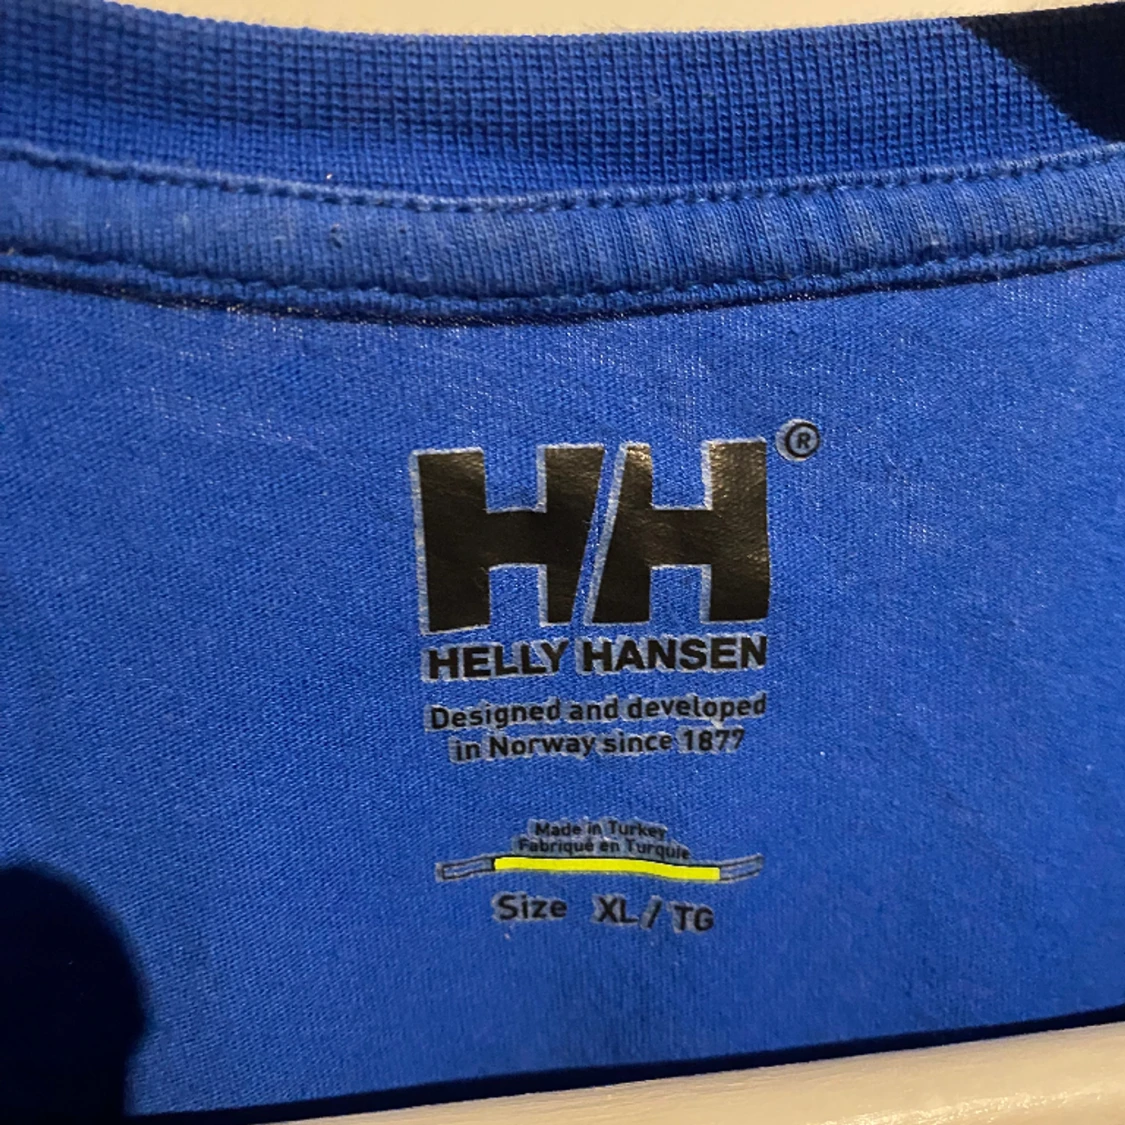 HH®
HELLY HANSEN
Designed and developed
in Norway since 1877
Made in Turkey
Fabriqué en Turquie
Size XL / TG